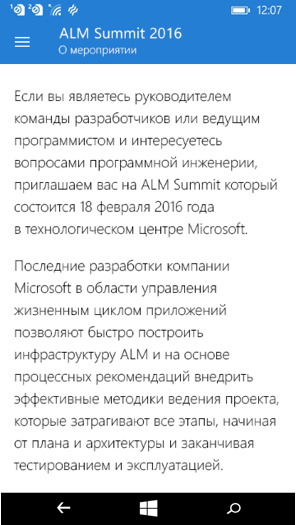 12:07
ALM Summit 2016
О мероприятии
Если вы являетесь руководителем
команды разработчиков или ведущим
программистом и интересуетесь
вопросами программной инженерии,
приглашаем вас на ALM Summit который
состоится 18 февраля 2016 года
в технологическом центре Microsoft.
Последние разработки компании
Microsoft в области управления
жизненным циклом приложений
позволяют быстро построить
инфраструктуру ALM и на основе
процессных рекомендаций внедрить
эффективные методики ведения проекта,
которые затрагивают все этапы, начиная
от плана и архитектуры и заканчивая
тестированием и эксплуатацией.